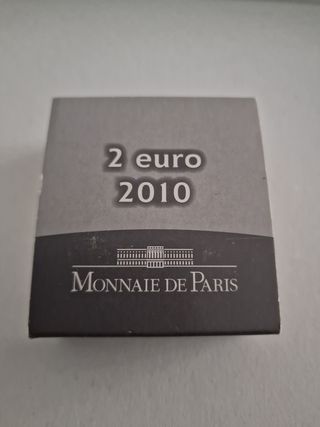 2 euro
2010
MONNAIE DE PARIS